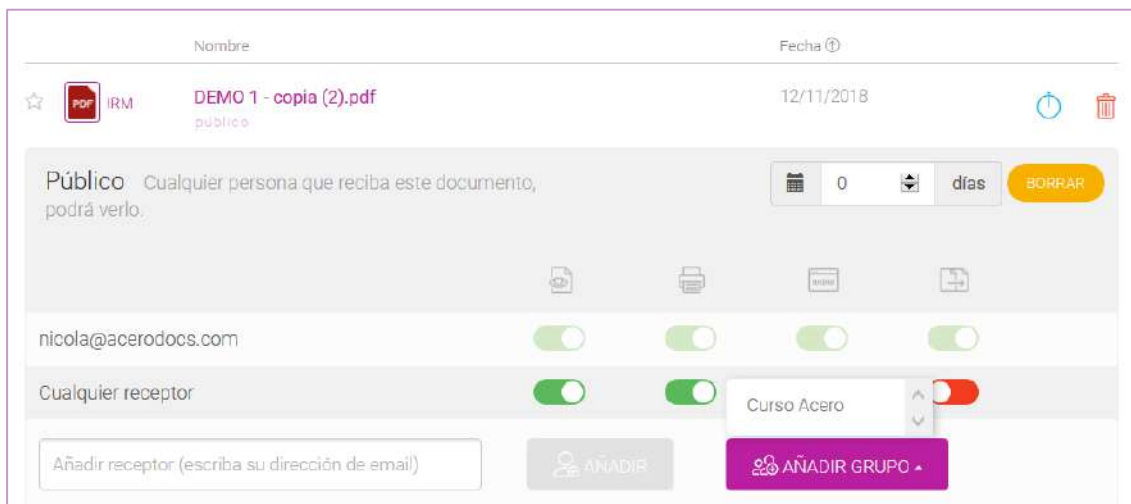 Nombre Fecha
PDF IRM DEMO 1 - copia (2).pdf 12/11/2018
público
Público Cualquier persona que reciba este documento,
podrá verlo.
0 días BORRAR
nicola@acerodocs.com
Cualquier receptor
Curso Acero
Añadir receptor (escriba su dirección de email) AÑADIR AÑADIR GRUPO